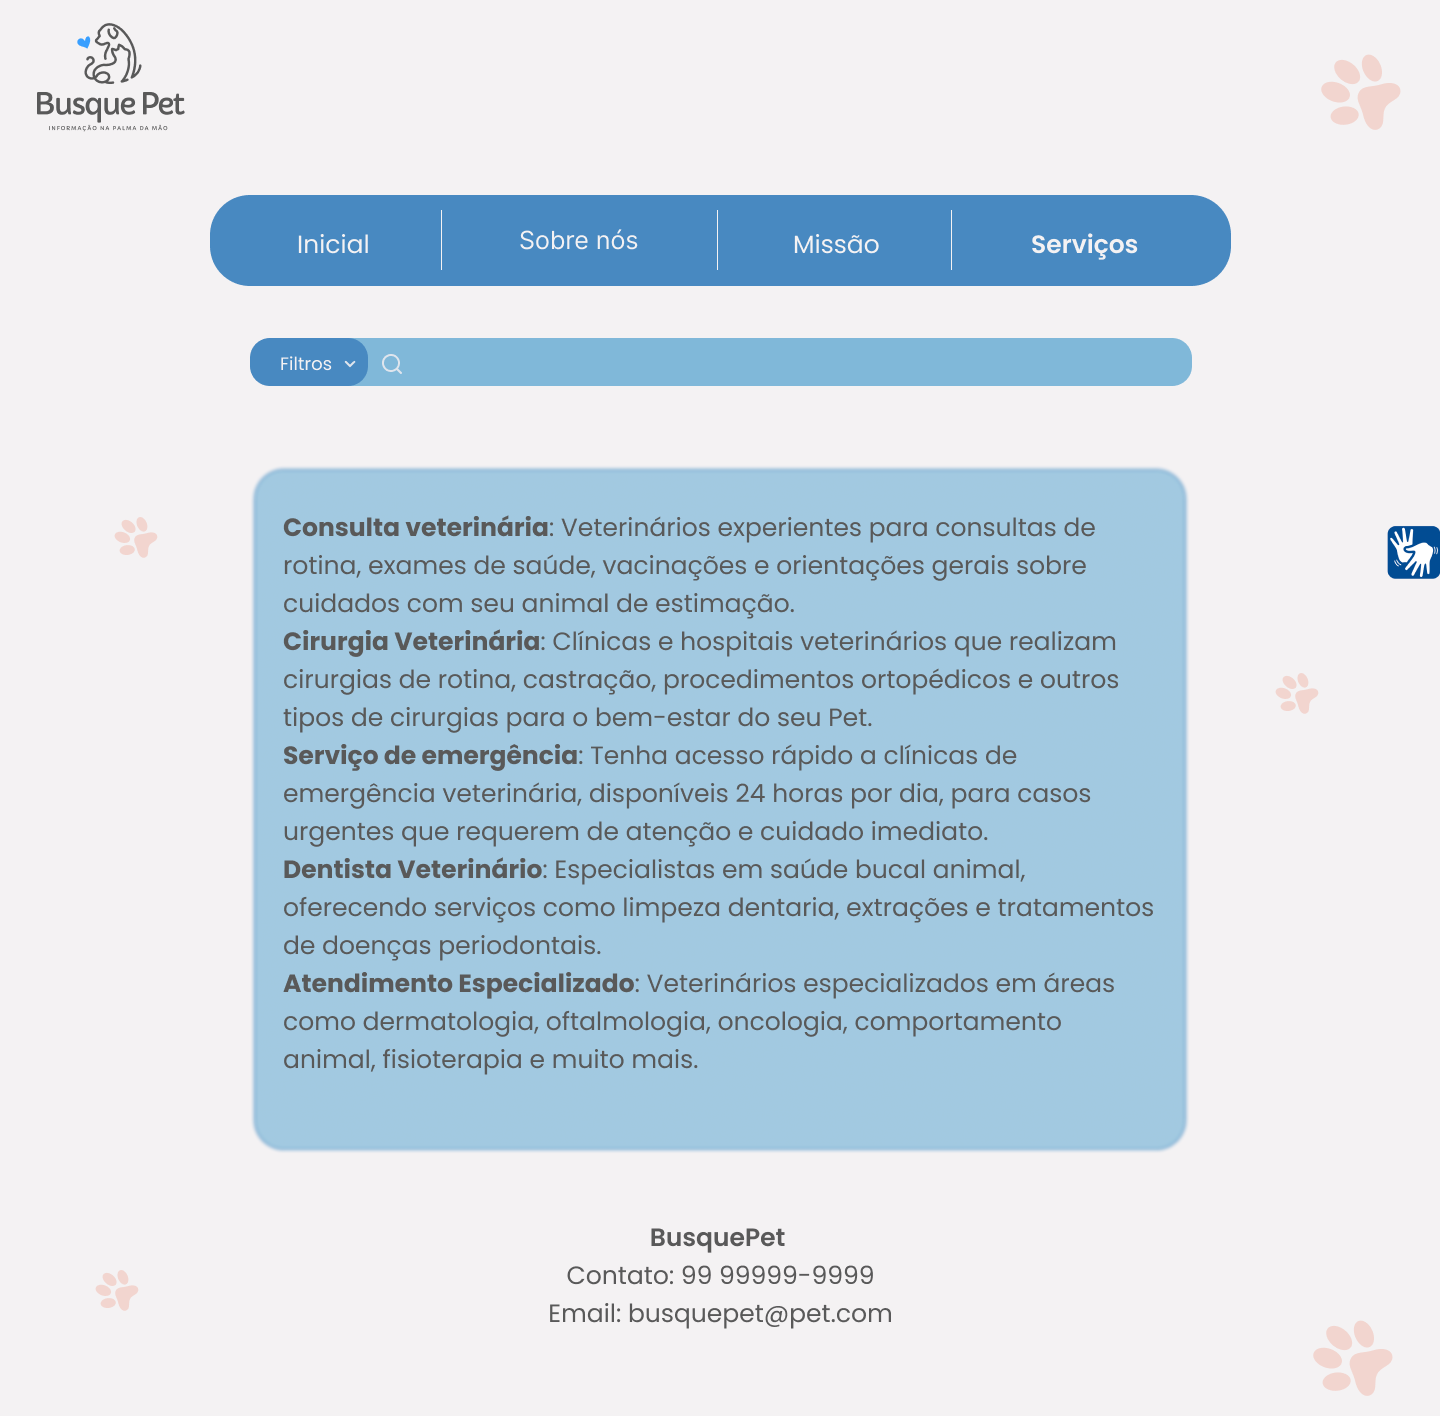 Busque Pet
INFORMAÇÃO NA PALMA DA MÃO
Inicial
Sobre nós
Missão
Serviços
Filtros
Consulta veterinária: Veterinários experientes para consultas de
rotina, exames de saúde, vacinações e orientações gerais sobre
cuidados com seu animal de estimação.
Cirurgia Veterinária: Clínicas e hospitais veterinários que realizam
cirurgias de rotina, castração, procedimentos ortopédicos e outros
tipos de cirurgias para o bem-estar do seu Pet.
Serviço de emergência: Tenha acesso rápido a clínicas de
emergência veterinária, disponíveis 24 horas por dia, para casos
urgentes que requerem de atenção e cuidado imediato.
Dentista Veterinário: Especialistas em saúde bucal animal,
oferecendo serviços como limpeza dentaria, extrações e tratamentos
de doenças periodontais.
Atendimento Especializado: Veterinários especializados em áreas
como dermatologia, oftalmologia, oncologia, comportamento
animal, fisioterapia e muito mais.
BusquePet
Contato: 99 99999-9999
Email: busquepet@pet.com